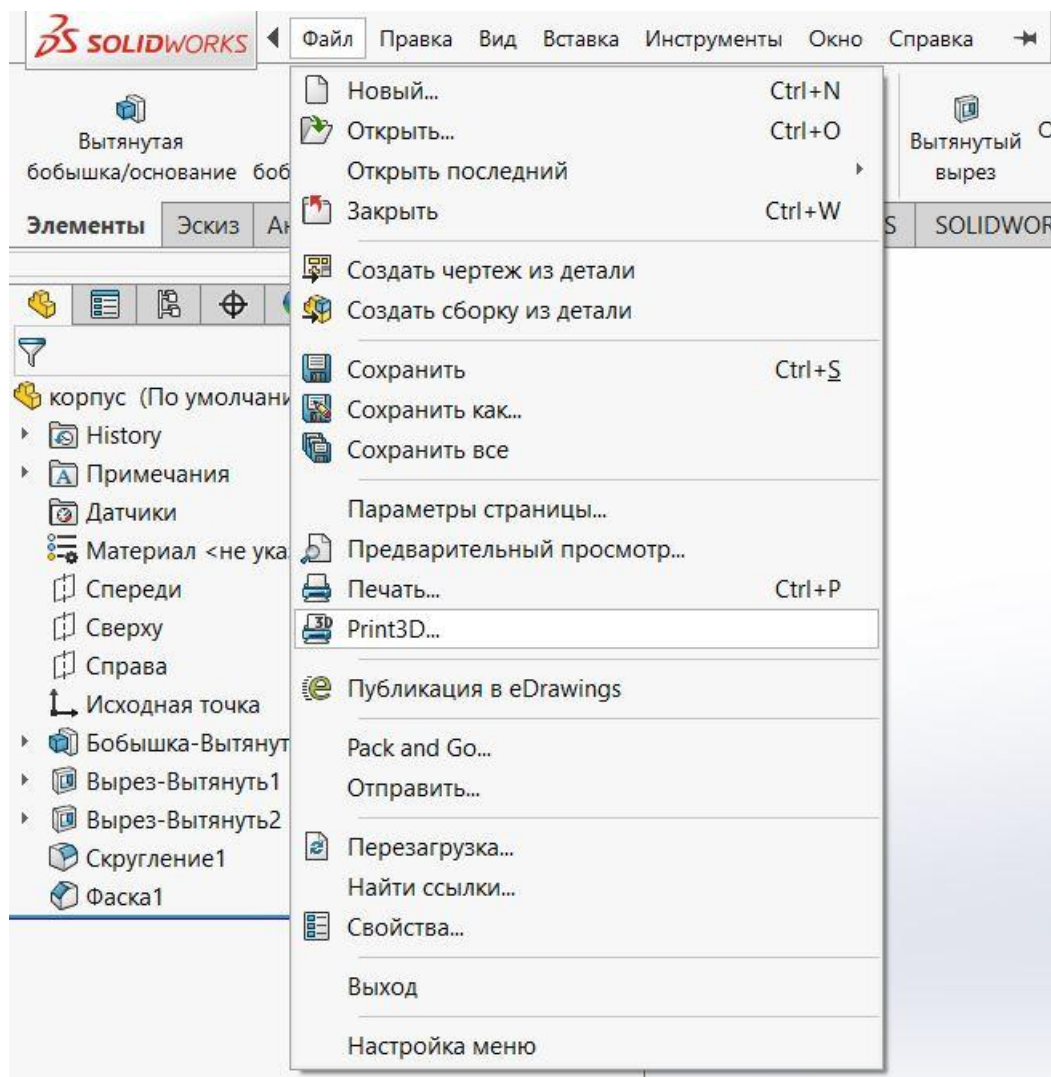 SOLIDWORKS Файл Правка Вид Вставка Инструменты Окно Справка
Вытянутая
бобышка/основание
Вытянутый
вырез
Элементы Эскиз
Новый... Ctrl+N
Открыть... Ctrl+O
Открыть последний
Закрыть Ctrl+W
Создать чертеж из детали
Создать сборку из детали
Сохранить Ctrl+S
Сохранить как...
Сохранить все
Параметры страницы...
Предварительный просмотр...
Печать... Ctrl+P
Print3D...
Публикация в eDrawings
Pack and Go...
Отправить...
Перезагрузка...
Найти ссылки...
Свойства...
Выход
Настройка меню
корпус (По умолчани
History
Примечания
Датчики
Материал <не ука
Спереди
Сверху
Справа
Исходная точка
Бобышка-Вытянут
Вырез-Вытянуть1
Вырез-Вытянуть2
Скругление1
Фаска1